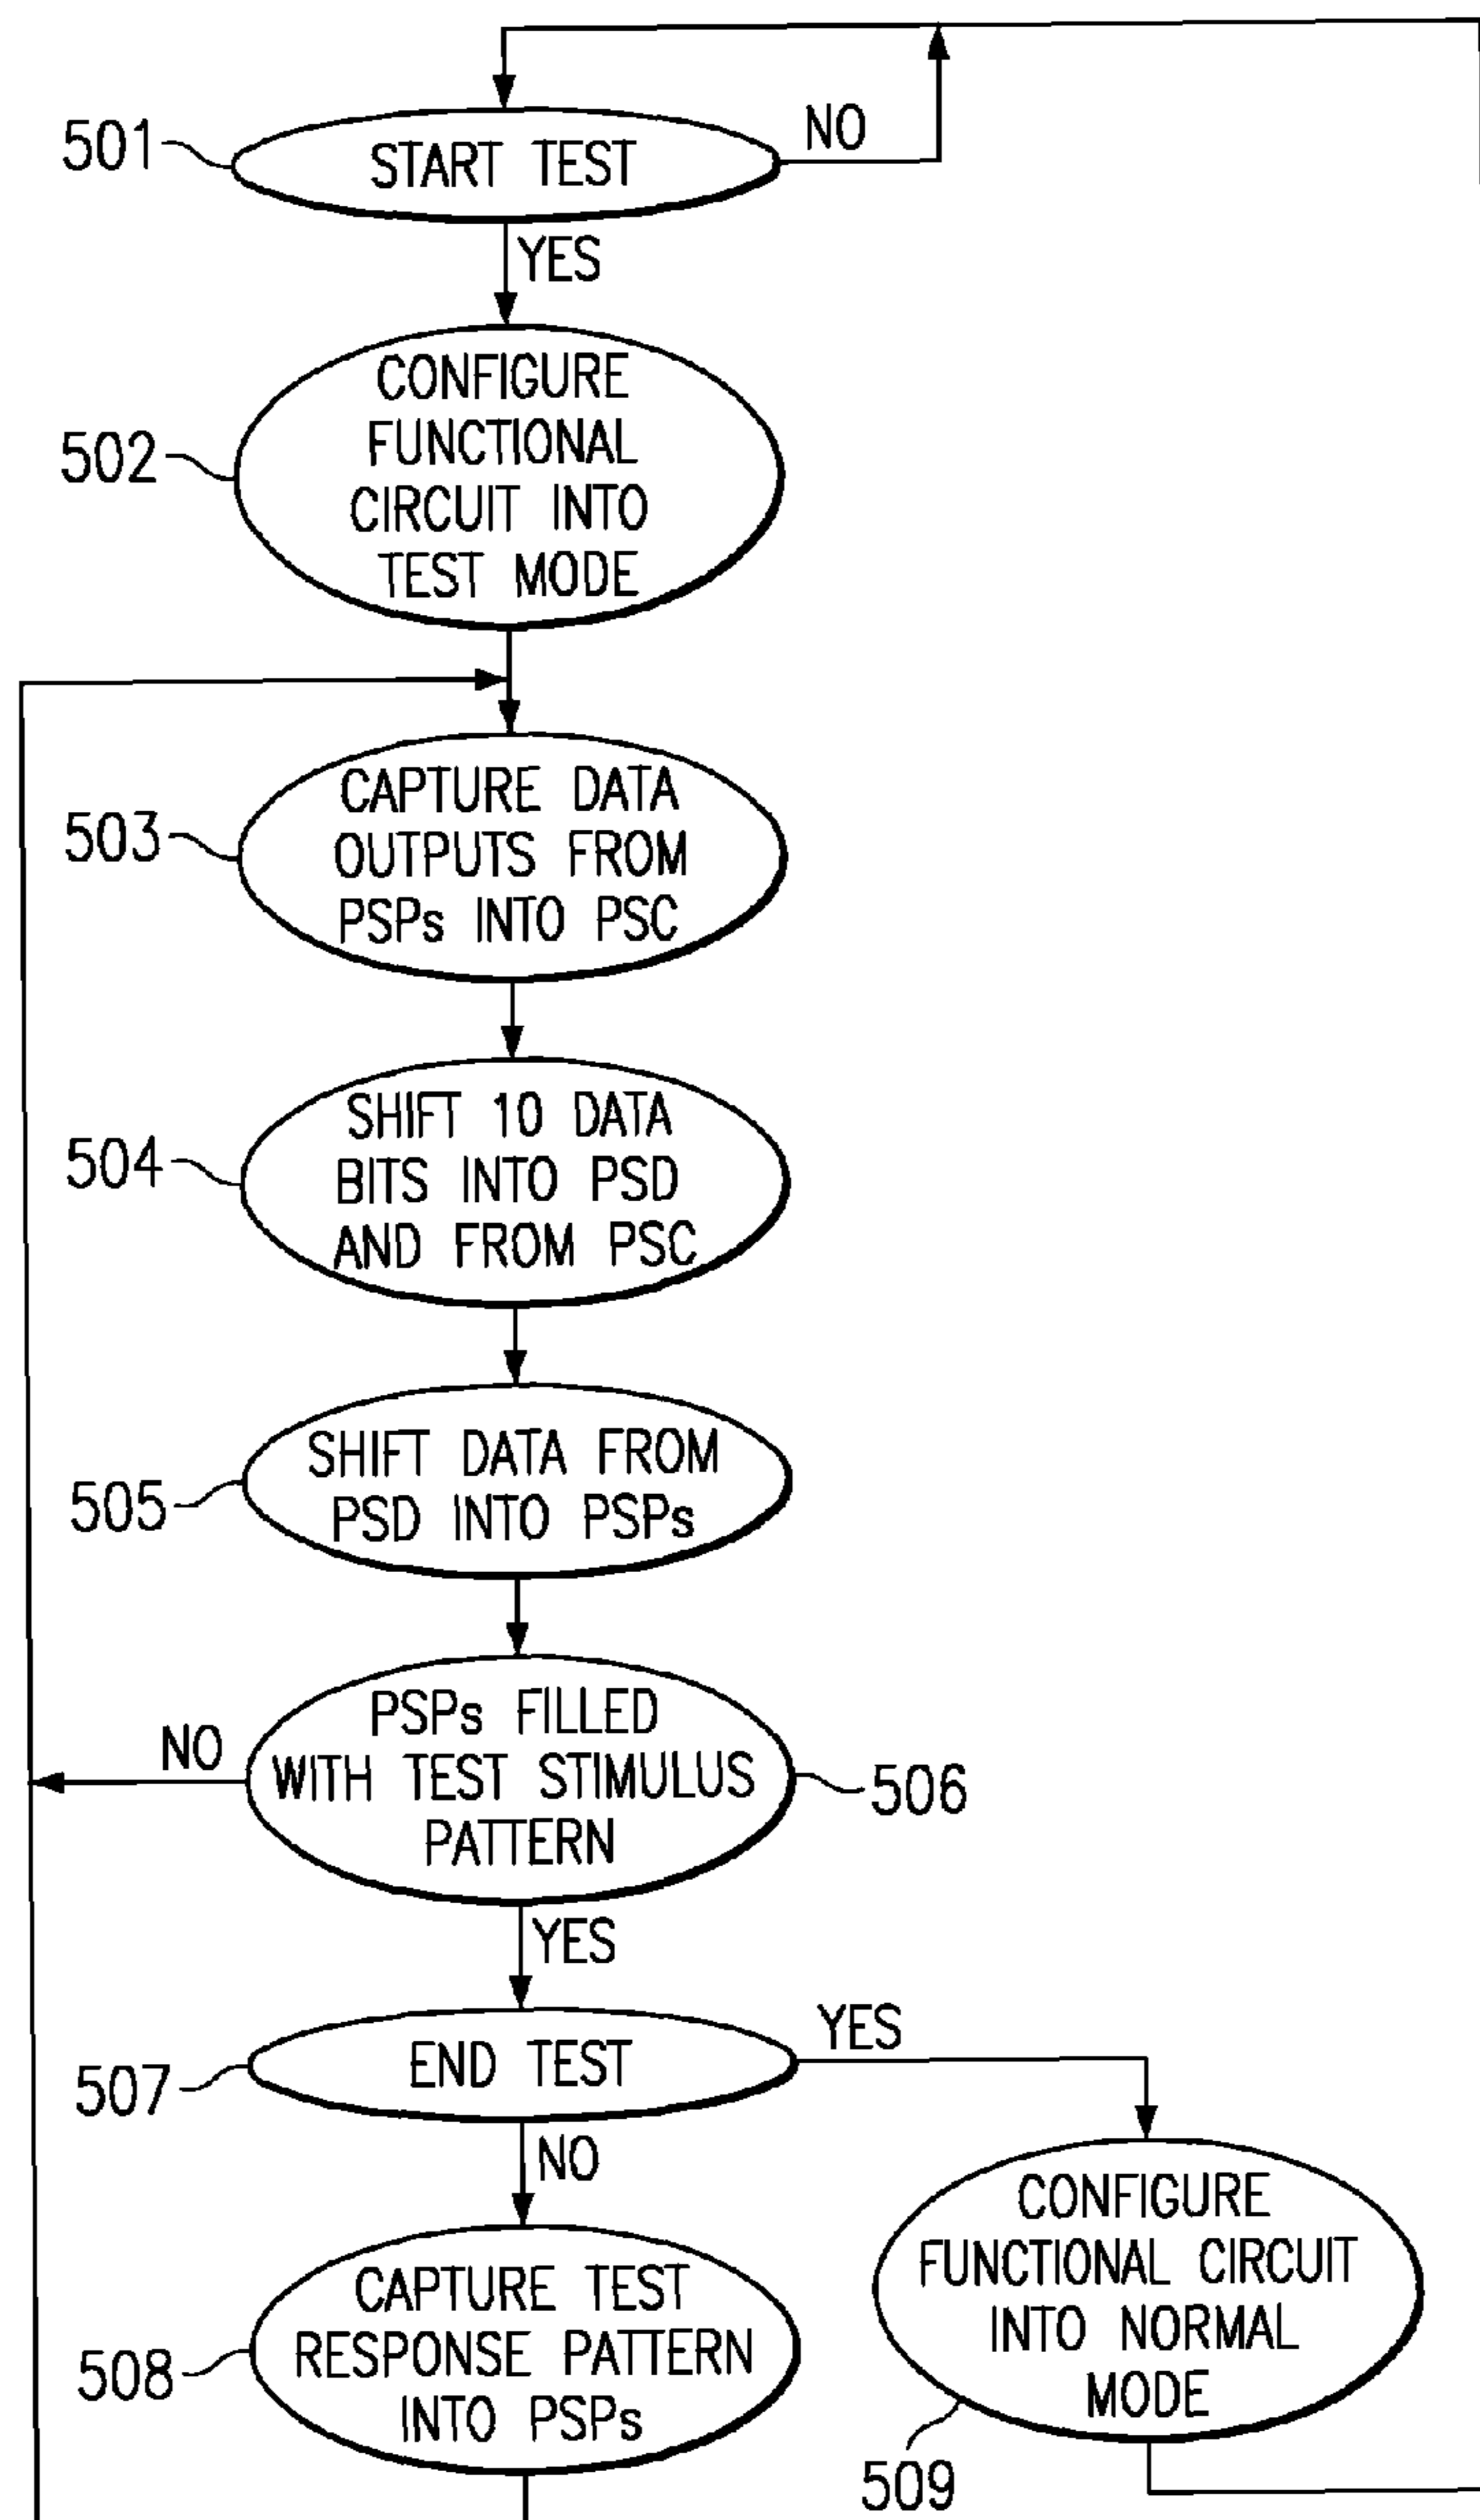 501
START TEST
NO
YES
502
CONFIGURE
FUNCTIONAL
CIRCUIT INTO
TEST MODE
503
CAPTURE DATA
OUTPUTS FROM
PSPs INTO PSC
504
SHIFT 10 DATA
BITS INTO PSD
AND FROM PSC
505
SHIFT DATA FROM
PSD INTO PSPs
NO
PSPs FILLED
WITH TEST STIMULUS
PATTERN
506
YES
507
END TEST
YES
NO
508
CAPTURE TEST
RESPONSE PATTERN
INTO PSPs
CONFIGURE
FUNCTIONAL CIRCUIT
INTO NORMAL
MODE
509